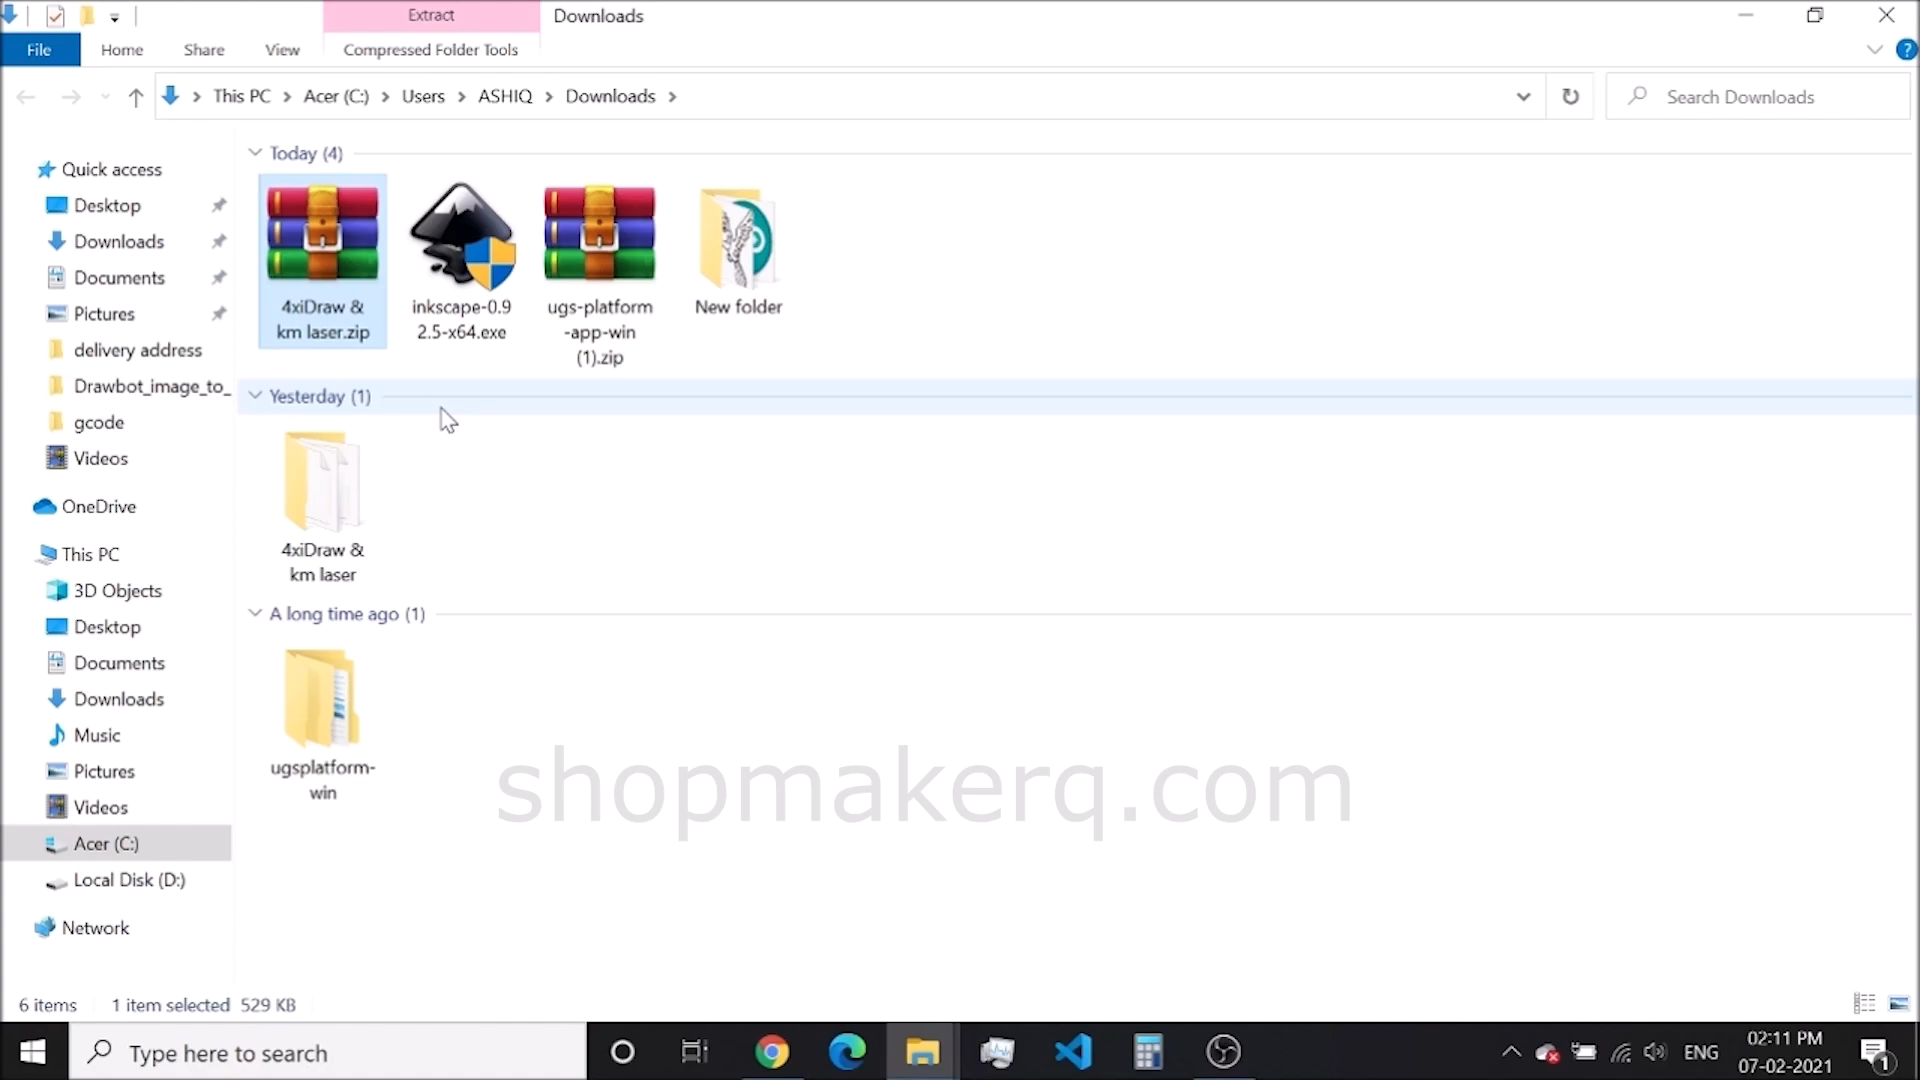 Extract
Downloads
File
Home
Share
View
Compressed Folder Tools
This PC
Acer (C:)
Users
ASHIQ
Downloads
Search Downloads
Quick access
Desktop
Downloads
Documents
Pictures
delivery address
Drawbot_image_to_
gcode
Videos
OneDrive
This PC
3D Objects
Desktop
Documents
Downloads
Music
Pictures
Videos
Acer (C:)
Local Disk (D:)
Network
Today (4)
4xiDraw &
km laser.zip
inkscape-0.9
2.5-x64.exe
ugs-platform
-app-win
(1).zip
New folder
Yesterday (1)
4xiDraw &
km laser
A long time ago (1)
ugsplatform-
win
shopmakerq.com
6 items
1 item selected 529 KB
Type here to search
ENG
02:11 PM
07-02-2021
1